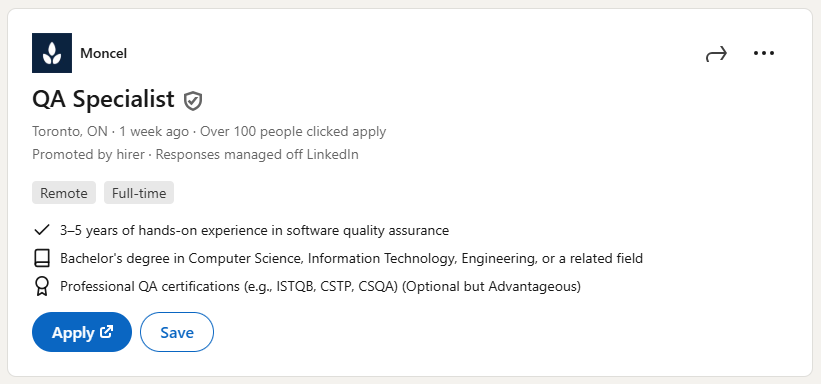 Moncel
QA Specialist
Toronto, ON · 1 week ago · Over 100 people clicked apply
Promoted by hirer · Responses managed off LinkedIn
Remote Full-time
3–5 years of hands-on experience in software quality assurance
Bachelor's degree in Computer Science, Information Technology, Engineering, or a related field
Professional QA certifications (e.g., ISTQB, CSTP, CSQA) (Optional but Advantageous)
Apply Save